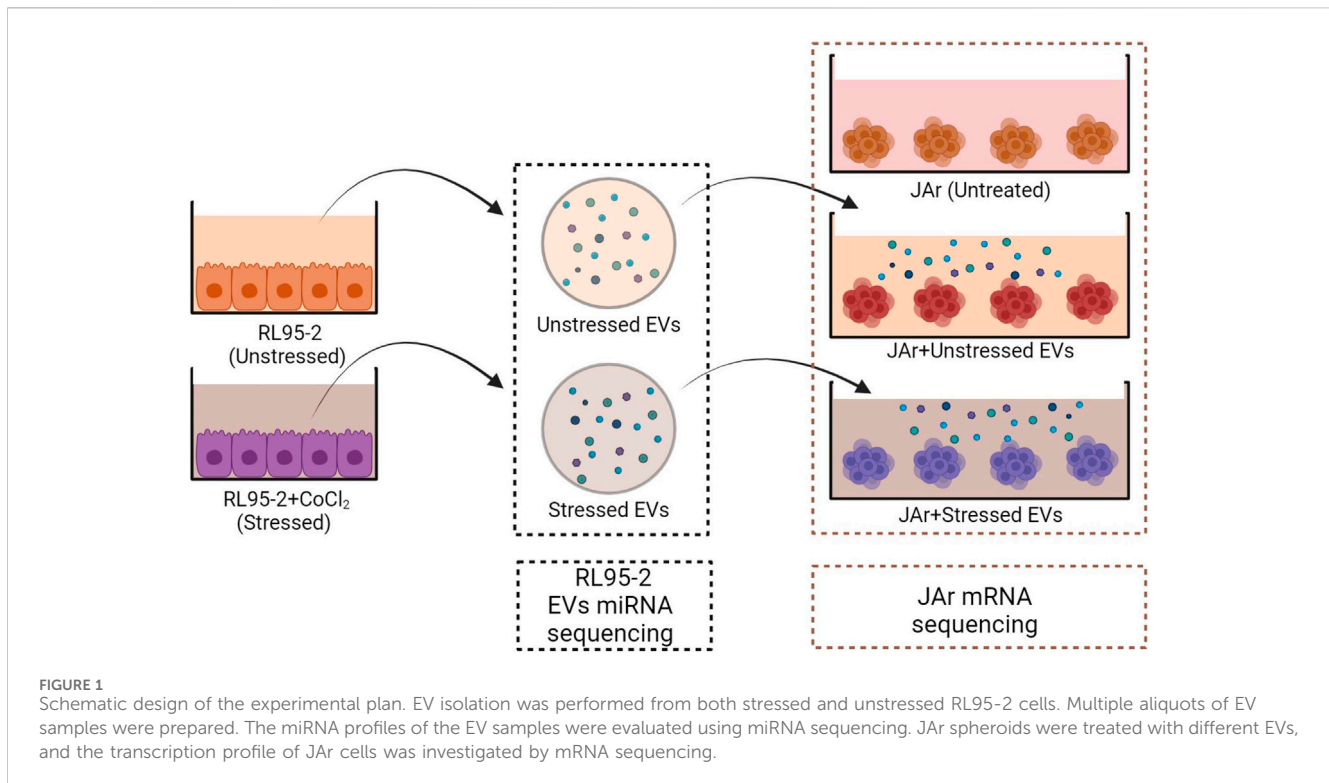 RL95-2
(Unstressed)
RL95-2+CoCl₂
(Stressed)
Unstressed EVs
Stressed EVs
RL95-2
EVs miRNA
sequencing
JAr (Untreated)
JAr+Unstressed EVs
JAr+Stressed EVs
JAr mRNA
sequencing
FIGURE 1
Schematic design of the experimental plan. EV isolation was performed from both stressed and unstressed RL95-2 cells. Multiple aliquots of EV
samples were prepared. The miRNA profiles of the EV samples were evaluated using miRNA sequencing. JAr spheroids were treated with different EVs,
and the transcription profile of JAr cells was investigated by mRNA sequencing.